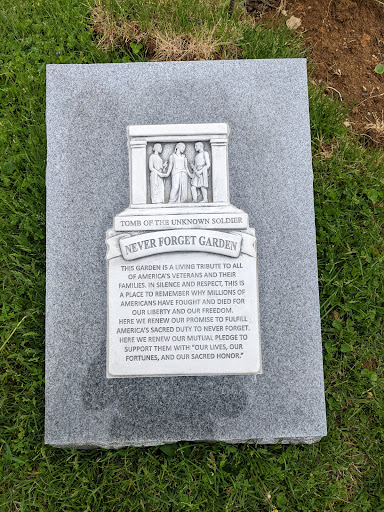 TOMB OF THE UNKNOWN SOLDIER
NEVER FORGET GARDEN
THIS GARDEN IS A LIVING TRIBUTE TO ALL
OF AMERICA'S VETERANS AND THEIR
FAMILIES. IN SILENCE AND RESPECT, THIS IS
A PLACE TO REMEMBER WHY MILLIONS OF
AMERICANS HAVE FOUGHT AND DIED FOR
OUR LIBERTY AND OUR FREEDOM.
HERE WE RENEW OUR PROMISE TO FULFILL
AMERICA'S SACRED DUTY TO NEVER FORGET.
HERE WE RENEW OUR MUTUAL PLEDGE TO
SUPPORT THEM WITH "OUR LIVES, OUR
FORTUNES, AND OUR SACRED HONOR."